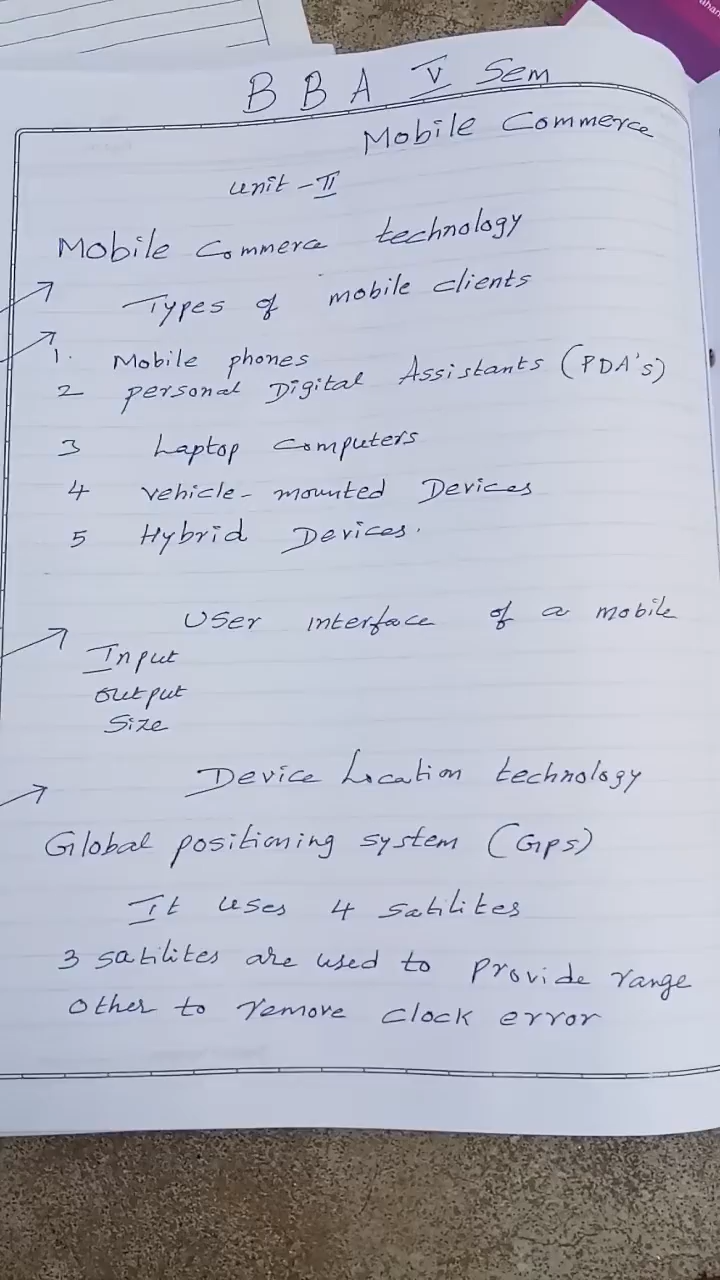 BBA V Sem
Mobile Commerce
unit - II
Mobile Commerce technology
Types of mobile clients
1. Mobile phones
2 personal Digital Assistants (PDA's)
3 Laptop computers
4 vehicle-mounted Devices
5 Hybrid Devices.
User interface of a mobile
Input
output
Size
Device Location technology
Global positioning system (GPS)
It uses 4 satilites
3 satilites are used to provide range
other to remove clock error